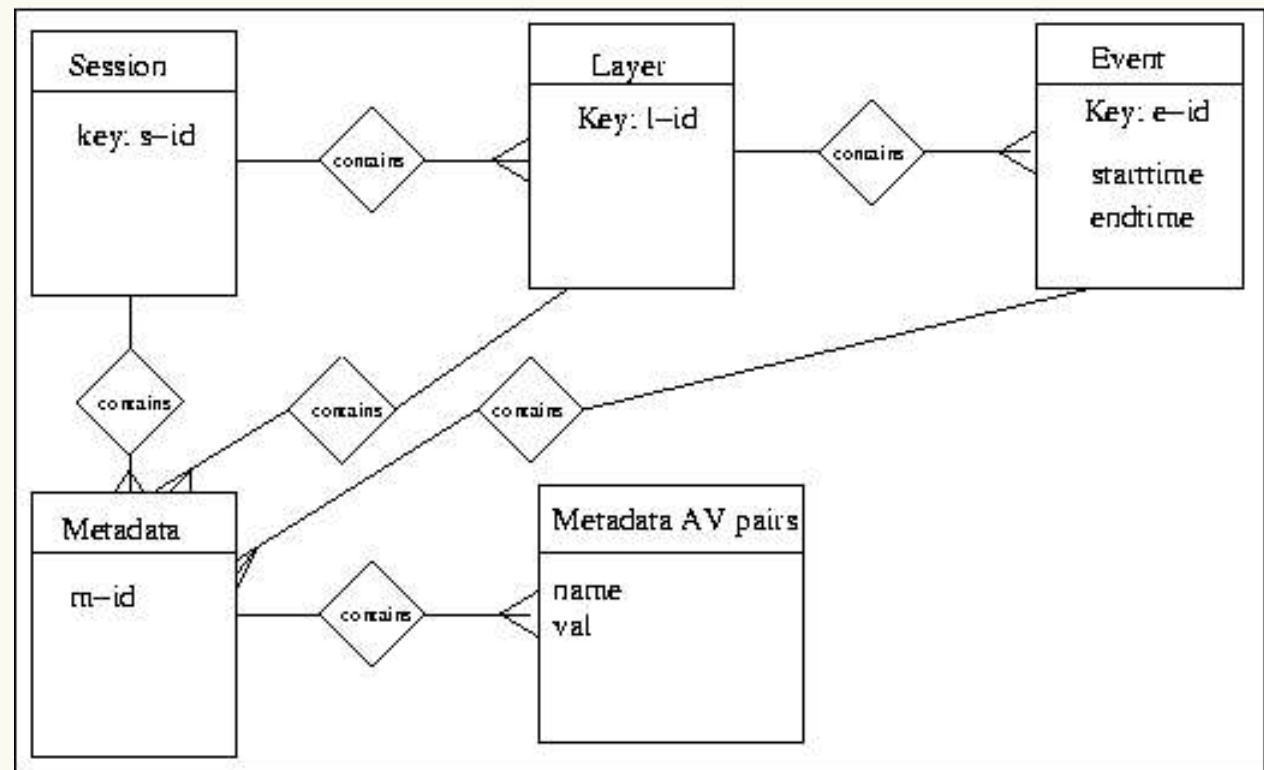 Session
key: s-id
contains
Layer
Key: l-id
contains
Event
Key: e-id
starttime
endtime
contains
contains
contains
Metadata
m-id
contains
Metadata AV pairs
name
val